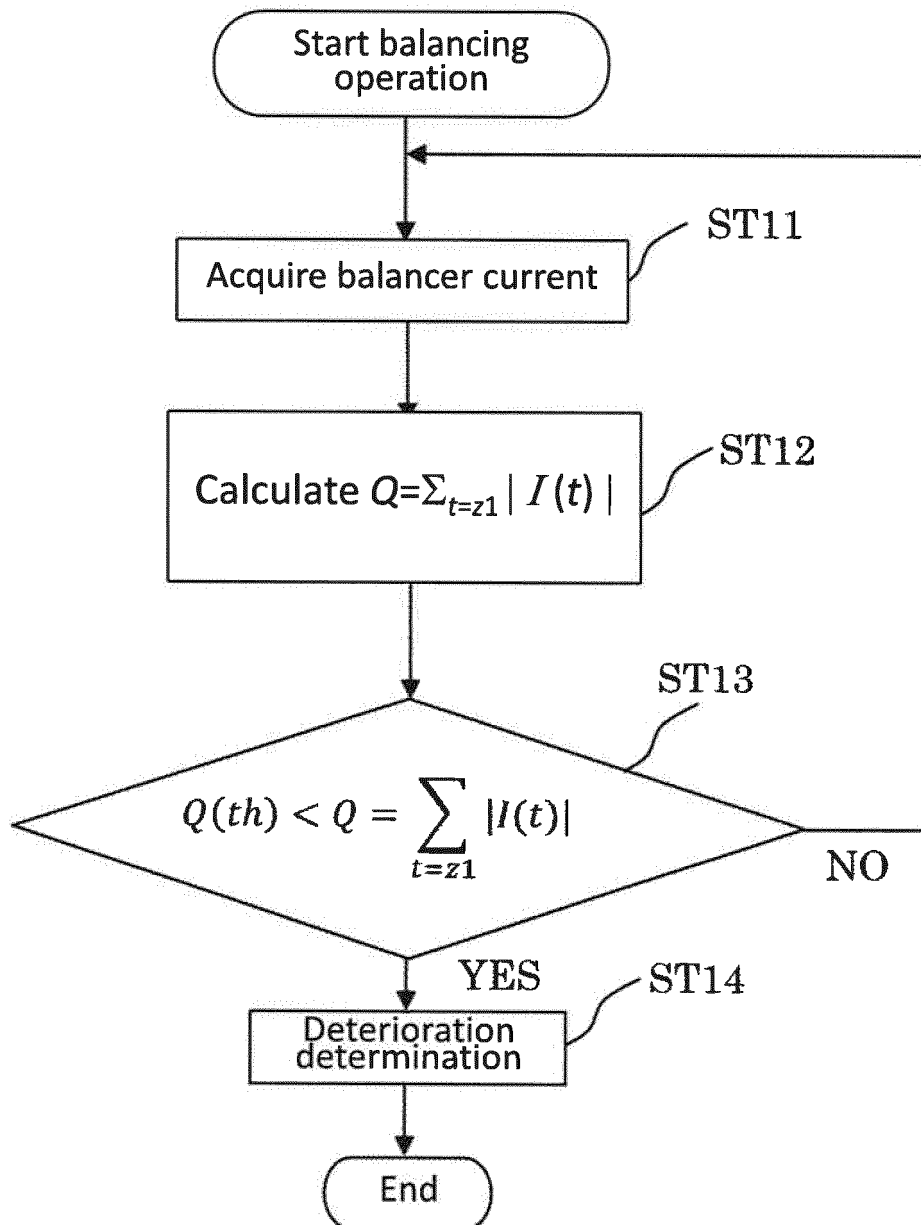 Start balancing
operation
ST11
Acquire balancer current
ST12
Calculate Q=Σt=z1 | I(t) |
ST13
Q(th) < Q = ∑ |I(t)|
t=z1
NO
YES
ST14
Deterioration
determination
End